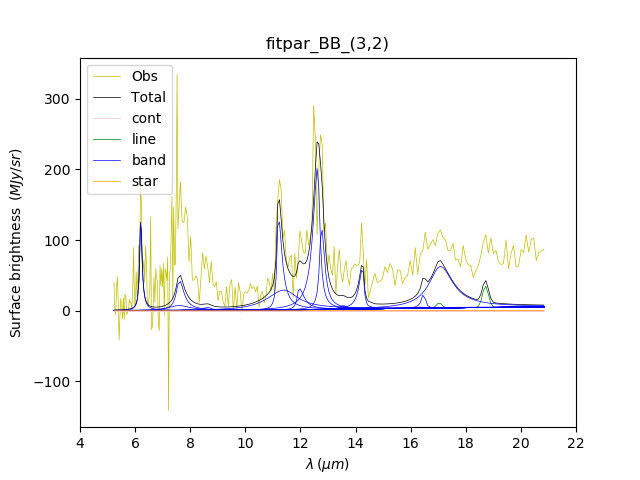 fitpar_BB_(3,2)
Obs
Total
cont
line
band
star
Surface brightness (MJy/sr)
300
200
100
0
−100
4 6 8 10 12 14 16 18 20 22
λ (μm)